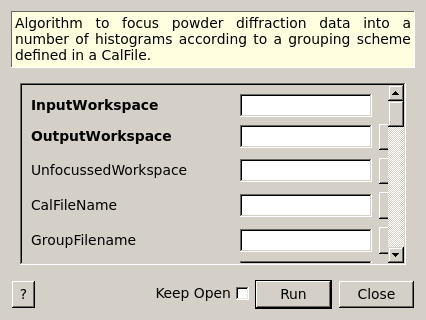 Algorithm to focus powder diffraction data into a
number of histograms according to a grouping scheme
defined in a CalFile.
InputWorkspace
OutputWorkspace
UnfocussedWorkspace
CalFileName
GroupFilename
? Keep Open Run Close